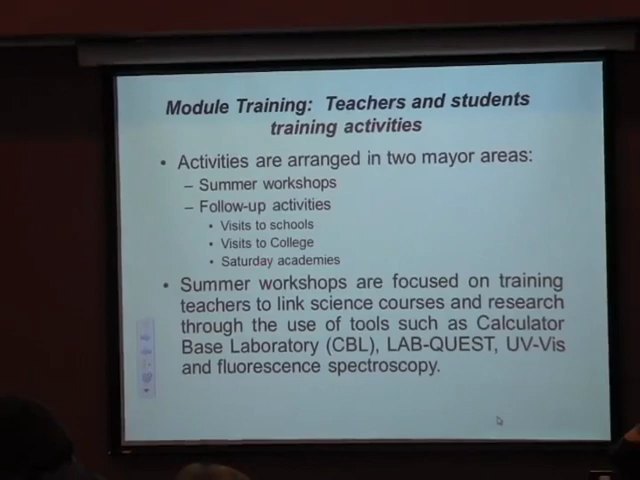 Module Training: Teachers and students
training activities
• Activities are arranged in two mayor areas:
– Summer workshops
– Follow-up activities
• Visits to schools
• Visits to College
• Saturday academies
• Summer workshops are focused on training
teachers to link science courses and research
through the use of tools such as Calculator
Base Laboratory (CBL), LAB-QUEST, UV-Vis
and fluorescence spectroscopy.